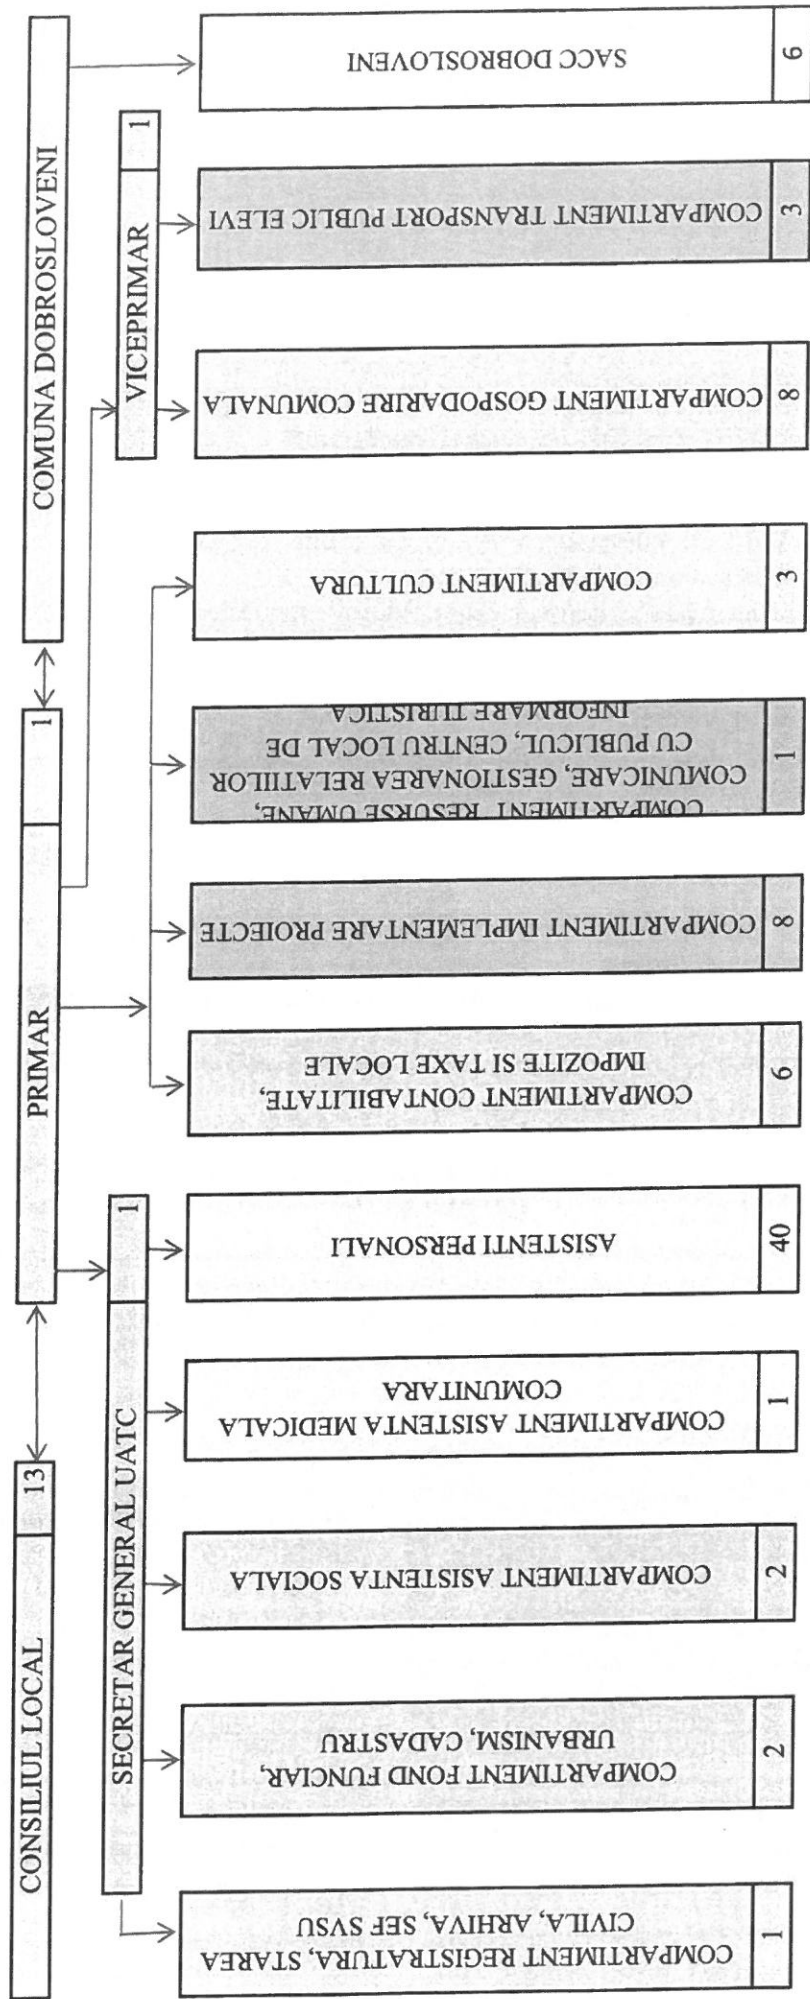 CONSILIUL LOCAL 13
PRIMAR 1
COMUNA DOBROSLOVENI
SECRETAR GENERAL UATC 1
VICEPRIMAR 1
COMPARTIMENT REGISTRATURA, STAREA
CIVILA, ARHIVA, SEF SVSU
1
COMPARTIMENT FOND FUNCIAR,
URBANISM, CADASTRU
2
COMPARTIMENT ASISTENTA SOCIALA
2
COMPARTIMENT ASISTENTA MEDICALA
COMUNITARA
1
ASISTENTI PERSONALI
40
COMPARTIMENT CONTABILITATE,
IMPOZITE SI TAXE LOCALE
6
COMPARTIMENT IMPLEMENTARE PROIECTE
8
COMPARTIMENT RESURSE UMANE,
COMUNICARE, GESTIONAREA RELATIILOR
CU PUBLICUL, CENTRU LOCAL DE
INFORMARE TURISTICA
1
COMPARTIMENT CULTURA
3
COMPARTIMENT GOSPODARIRE COMUNALA
8
COMPARTIMENT TRANSPORT PUBLIC ELEVI
3
SACC DOBROSLOVENI
6